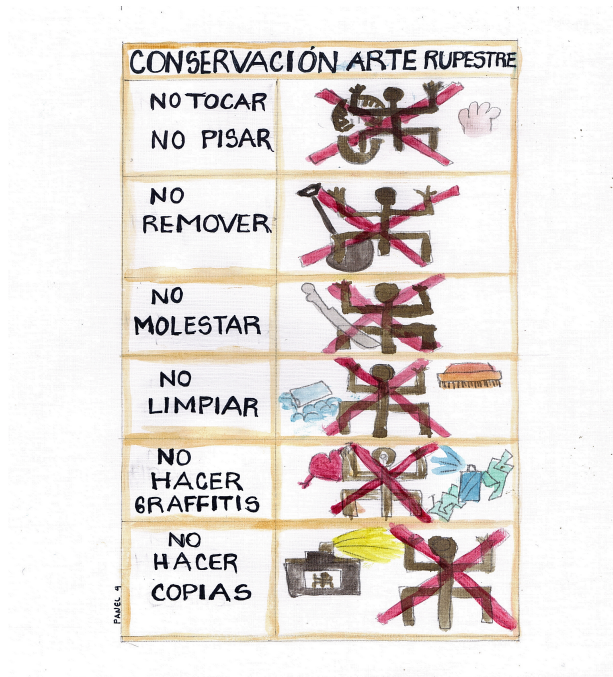 CONSERVACIÓN ARTE RUPESTRE
NO TOCAR
NO PISAR
NO
REMOVER
NO
MOLESTAR
NO
LIMPIAR
NO
HACER
GRAFFITIS
NO
HACER
COPIAS
PANEL 4